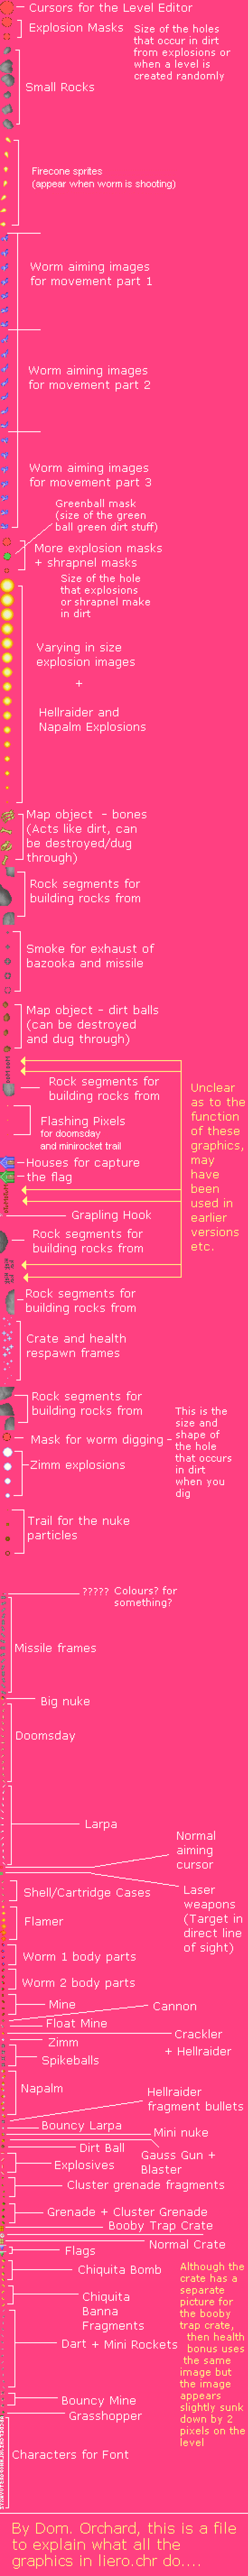 Cursors for the Level Editor
Explosion Masks
Size of the holes
that occur in dirt
from explosions or
when a level is
created randomly
Small Rocks
Firecone sprites
(appear when worm is shooting)
Worm aiming images
for movement part 1
Worm aiming images
for movement part 2
Worm aiming images
for movement part 3
Greenball mask
(size of the green
ball green dirt stuff)
More explosion masks
+ shrapnel masks
Size of the hole
that explosions
or shrapnel make
in dirt
Varying in size
explosion images
+
Hellraider and
Napalm Explosions
Map object - bones
(Acts like dirt, can
be destroyed/dug
through)
Rock segments for
building rocks from
Smoke for exhaust of
bazooka and missile
Map object - dirt balls
(can be destroyed
and dug through)
Rock segments for
building rocks from
Unclear
as to the
function
of these
graphics,
may
have
been
used in
earlier
versions
etc.
Flashing Pixels
for doomsday
and minirocket trail
Houses for capture
the flag
Grapling Hook
Rock segments for
building rocks from
Rock segments for
building rocks from
Crate and health
respawn frames
Rock segments for
building rocks from
Mask for worm digging -
This is the
size and
shape of
the hole
that occurs
in dirt
when you
dig
Zimm explosions
Trail for the nuke
particles
????? Colours? for
something?
Missile frames
Big nuke
Doomsday
Larpa
Normal
aiming
cursor
Shell/Cartridge Cases
Laser
weapons
(Target in
direct line
of sight)
Flamer
Worm 1 body parts
Worm 2 body parts
Mine
Cannon
Float Mine
Crackler
+ Hellraider
Zimm
Spikeballs
Napalm
Hellraider
fragment bullets
Bouncy Larpa
Mini nuke
Dirt Ball
Gauss Gun +
Blaster
Explosives
Cluster grenade fragments
Grenade + Cluster Grenade
Booby Trap Crate
Normal Crate
Flags
Chiquita Bomb
Although the
crate has a
separate
picture for
the booby
trap crate,
then health
bonus uses
the same
image but
the image
appears
slightly sunk
down by 2
pixels on the
level
Chiquita
Banna
Fragments
Dart + Mini Rockets
Bouncy Mine
Grasshopper
Characters for Font
By Dom. Orchard, this is a file
to explain what all the
graphics in liero.chr do....